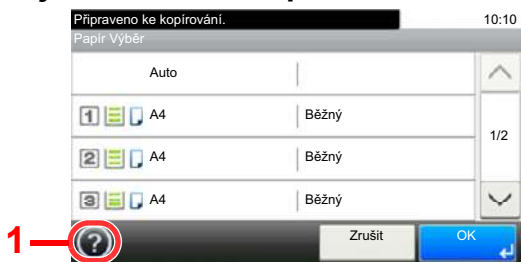 Připraveno ke kopírování. 10:10
Papír Výběr
Auto
1 A4 Běžný
1/2
2 A4 Běžný
3 A4 Běžný
1 ? Zrušit OK